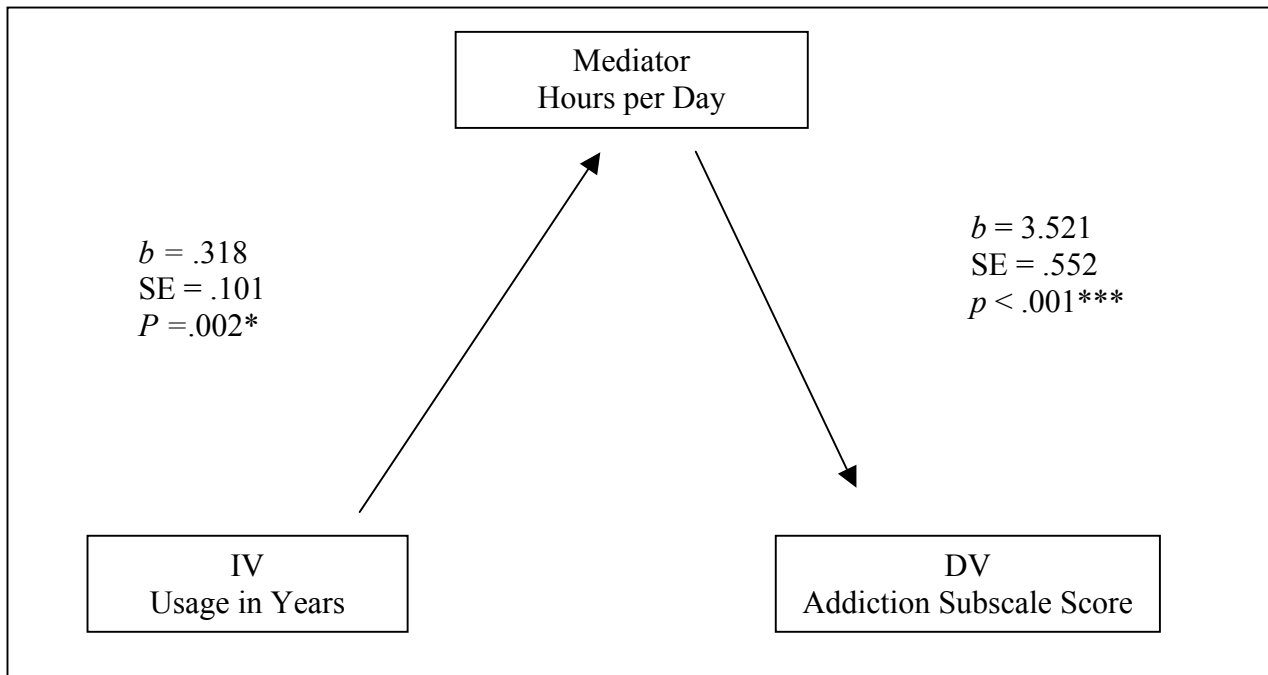 Mediator
Hours per Day
b = .318
SE = .101
P =.002*
b = 3.521
SE = .552
p < .001***
IV
Usage in Years
DV
Addiction Subscale Score